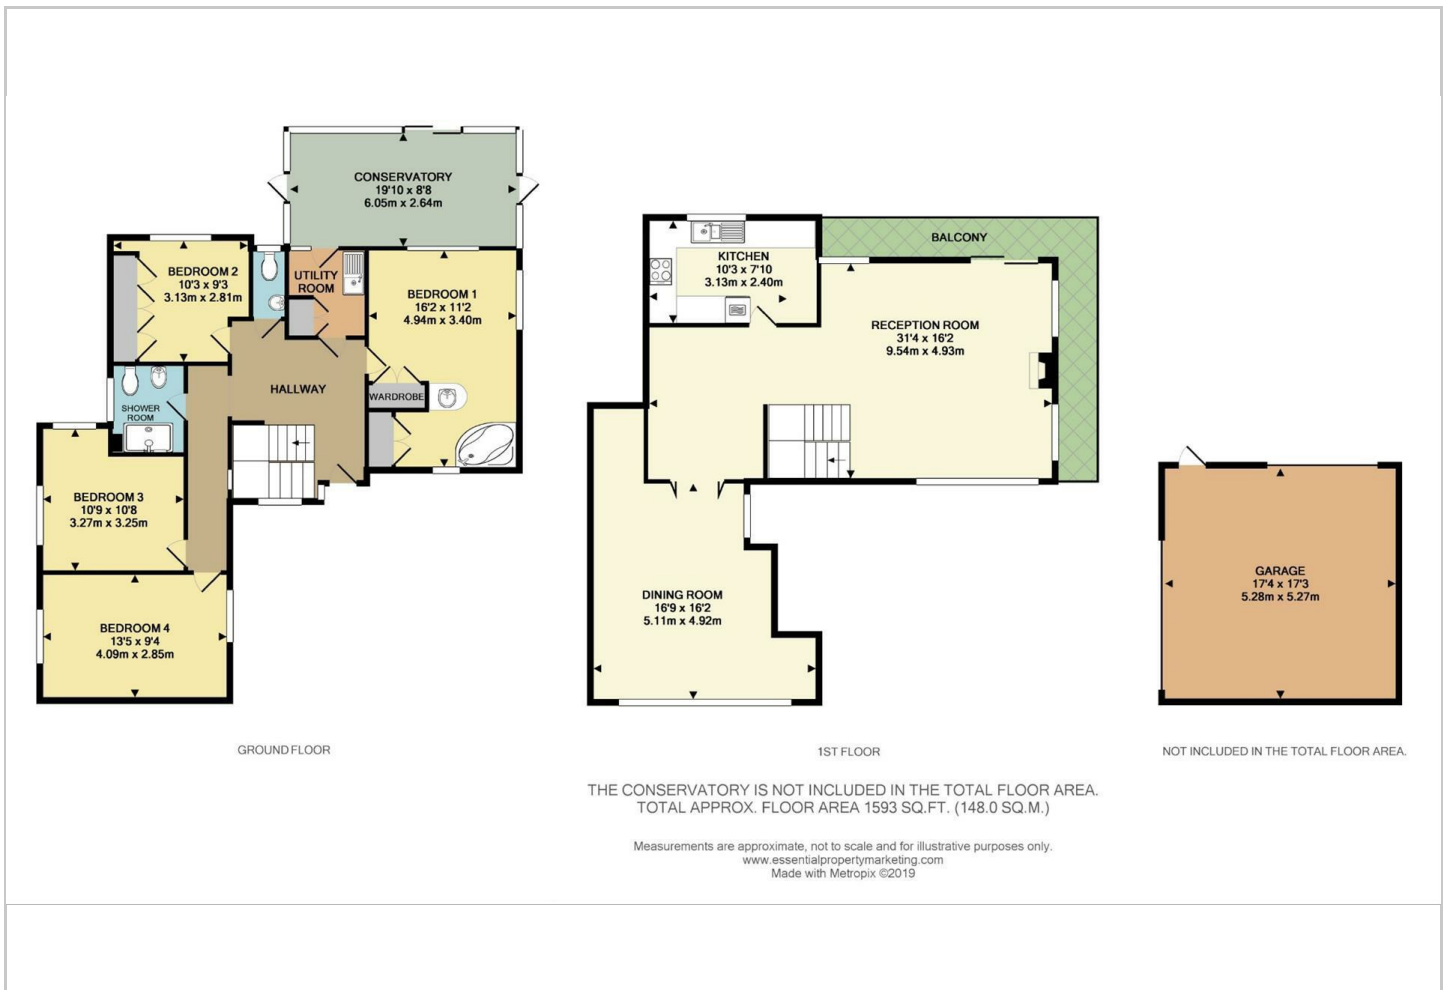 CONSERVATORY
19'10 x 8'8
6.05m x 2.64m
BEDROOM 2
10'3 x 9'3
3.13m x 2.81m
UTILITY
ROOM
BEDROOM 1
16'2 x 11'2
4.94m x 3.40m
HALLWAY
WARDROBE
SHOWER
ROOM
BEDROOM 3
10'9 x 10'8
3.27m x 3.25m
BEDROOM 4
13'5 x 9'4
4.09m x 2.85m
GROUND FLOOR
BALCONY
KITCHEN
10'3 x 7'10
3.13m x 2.40m
RECEPTION ROOM
31'4 x 16'2
9.54m x 4.93m
DINING ROOM
16'9 x 16'2
5.11m x 4.92m
1ST FLOOR
GARAGE
17'4 x 17'3
5.28m x 5.27m
NOT INCLUDED IN THE TOTAL FLOOR AREA.
THE CONSERVATORY IS NOT INCLUDED IN THE TOTAL FLOOR AREA.
TOTAL APPROX. FLOOR AREA 1593 SQ.FT. (148.0 SQ.M.)
Measurements are approximate, not to scale and for illustrative purposes only.
www.essentialpropertymarketing.com
Made with Metropix ©2019